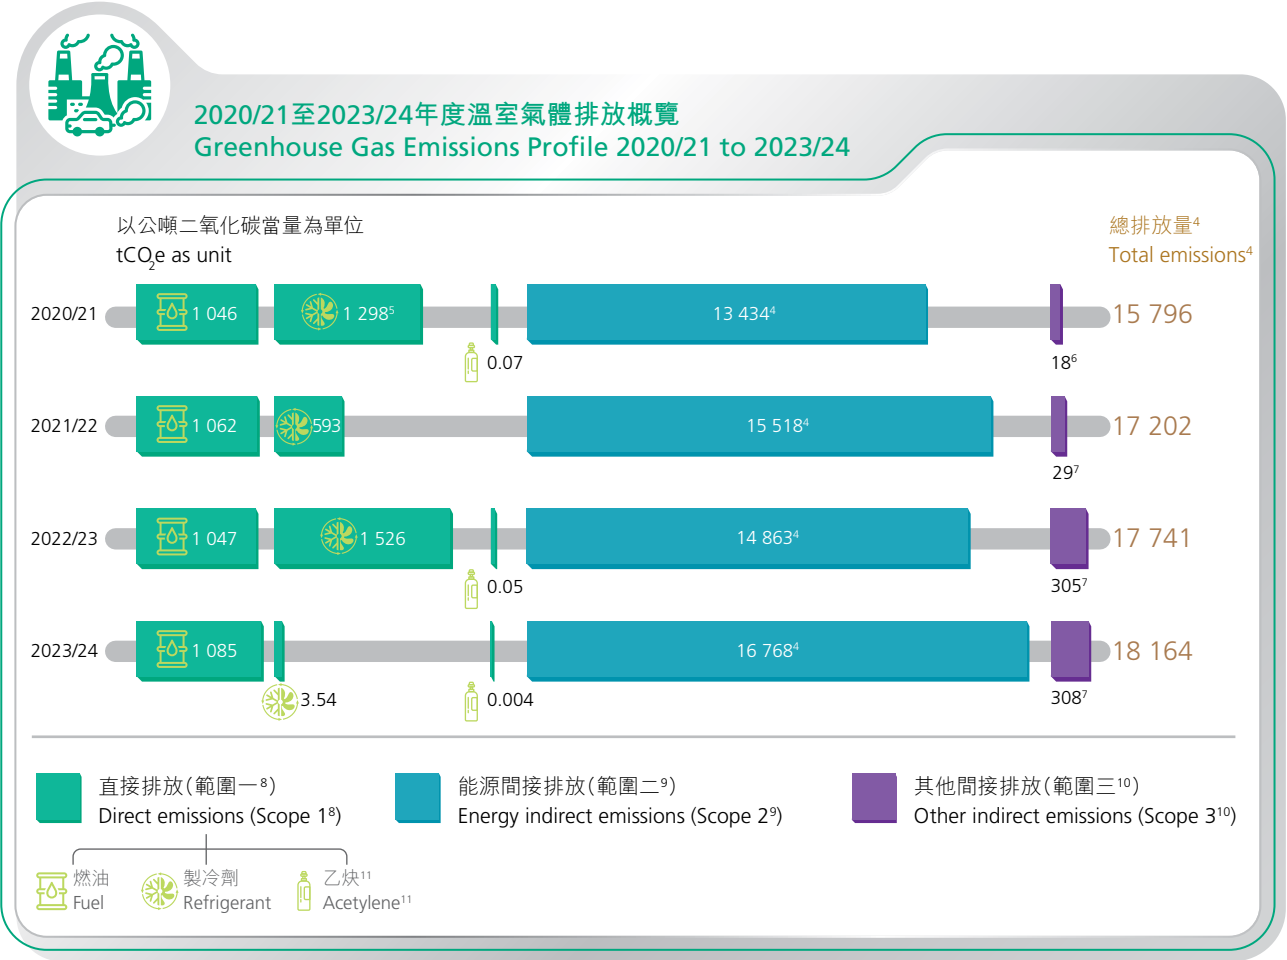 2020/21至2023/24年度溫室氣體排放概覽
Greenhouse Gas Emissions Profile 2020/21 to 2023/24
以公噸二氧化碳當量為單位
tCO2e as unit
總排放量4
Total emissions4
2020/21 1 046 1 2985 13 4344 15 796
0.07 186
2021/22 1 062 593 15 5184 17 202
297
2022/23 1 047 1 526 14 8634 17 741
0.05 3057
2023/24 1 085 16 7684 18 164
3.54 0.004 3087
直接排放(範圍一8)
Direct emissions (Scope 18)
能源間接排放(範圍二9)
Energy indirect emissions (Scope 29)
其他間接排放(範圍三10)
Other indirect emissions (Scope 310)
燃油
Fuel
製冷劑
Refrigerant
乙炔11
Acetylene11